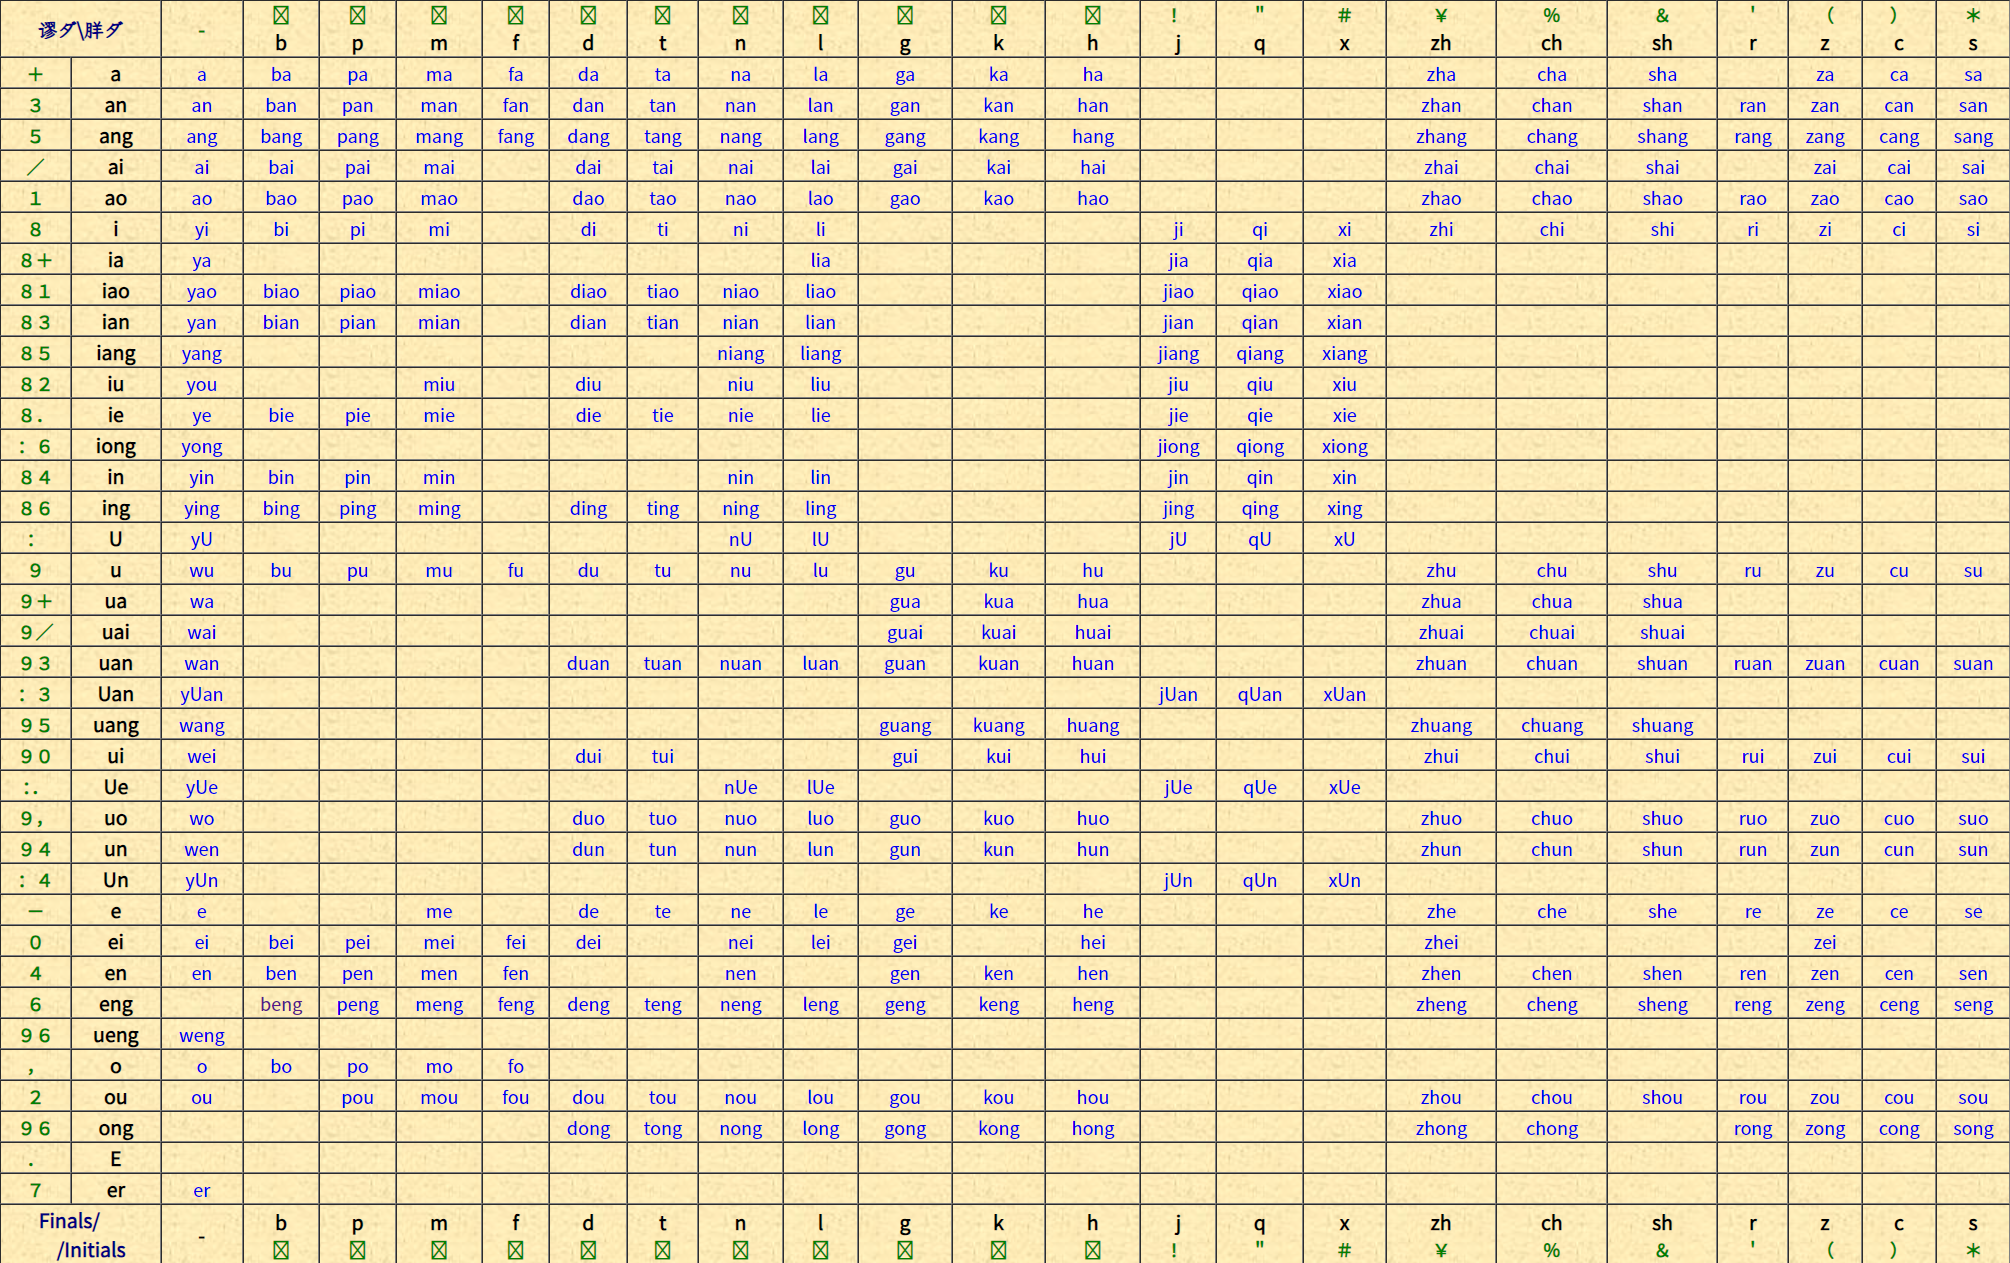 谬ダ\胖ダ - b p m f d t n l g k h ! j " q # x ¥ zh % ch & sh ' r ( z ) c ＊ s
＋ a a ba pa ma fa da ta na la ga ka ha zha cha sha za ca sa
3 an an ban pan man fan dan tan nan lan gan kan han zhan chan shan ran zan can san
5 ang ang bang pang mang fang dang tang nang lang gang kang hang zhang chang shang rang zang cang sang
／ ai ai bai pai mai dai tai nai lai gai kai hai zhai chai shai zai cai sai
1 ao ao bao pao mao dao tao nao lao gao kao hao zhao chao shao rao zao cao sao
8 i yi bi pi mi di ti ni li ji qi xi zhi chi shi ri zi ci si
8＋ ia ya lia jia qia xia
81 iao yao biao piao miao diao tiao niao liao jiao qiao xiao
83 ian yan bian pian mian dian tian nian lian jian qian xian
85 iang yang niang liang jiang qiang xiang
82 iu you miu diu niu liu jiu qiu xiu
8. ie ye bie pie mie die tie nie lie jie qie xie
:6 iong yong jiong qiong xiong
84 in yin bin pin min nin lin jin qin xin
86 ing ying bing ping ming ding ting ning ling jing qing xing
: U yU nU lU jU qU xU
9 u wu bu pu mu fu du tu nu lu gu ku hu zhu chu shu ru zu cu su
9＋ ua wa gua kua hua zhua chua shua
9／ uai wai guai kuai huai zhuai chuai shuai
93 uan wan duan tuan nuan luan guan kuan huan zhuan chuan shuan ruan zuan cuan suan
:3 Uan yUan jUan qUan xUan
95 uang wang guang kuang huang zhuang chuang shuang
90 ui wei dui tui gui kui hui zhui chui shui rui zui cui sui
:. Ue yUe nUe lUe jUe qUe xUe
9, uo wo duo tuo nuo luo guo kuo huo zhuo chuo shuo ruo zuo cuo suo
94 un wen dun tun nun lun gun kun hun zhun chun shun run zun cun sun
:4 Un yUn jUn qUn xUn
－ e e me de te ne le ge ke he zhe che she re ze ce se
0 ei ei bei pei mei fei dei nei lei gei hei zhei zei
4 en en ben pen men fen nen gen ken hen zhen chen shen ren zen cen sen
6 eng beng peng meng feng deng teng neng leng geng keng heng zheng cheng sheng reng zeng ceng seng
96 ueng weng
, o o bo po mo fo
2 ou ou pou mou fou dou tou nou lou gou kou hou zhou chou shou rou zou cou sou
96 ong dong tong nong long gong kong hong zhong chong rong zong cong song
. E
7 er er
Finals/
/Initials - b p m f d t n l g k h j ! q " x # zh ¥ ch % sh & r ' z ( c ) s ＊